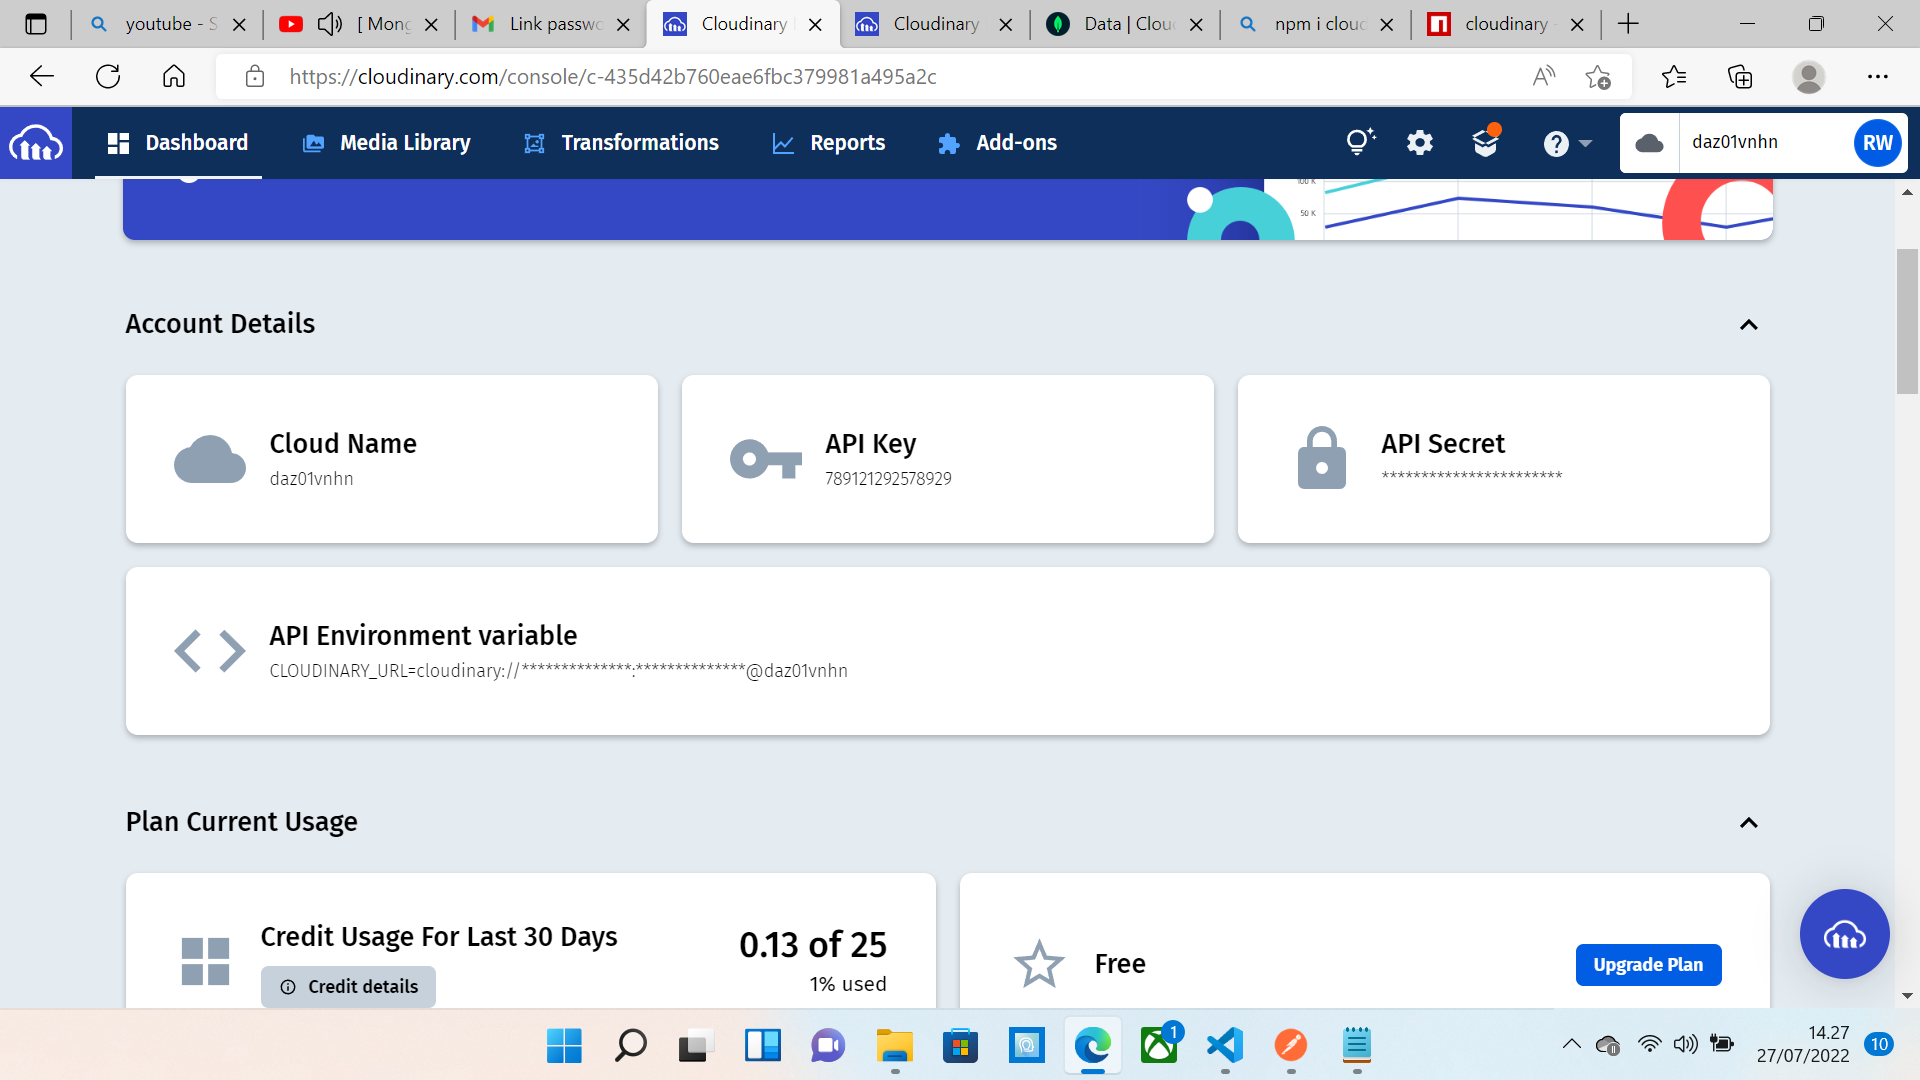 youtube - S
[ Mong
Link passwo
Cloudinary
Cloudinary
Data | Clou
npm i cloud
cloudinary -
https://cloudinary.com/console/c-435d42b760eae6fbc379981a495a2c
Dashboard
Media Library
Transformations
Reports
Add-ons
daz01vnhn
RW
100 K
50 K
Account Details
Cloud Name
daz01vnhn
API Key
789121292578929
API Secret
***********************
API Environment variable
CLOUDINARY_URL=cloudinary://**************:**************@daz01vnhn
Plan Current Usage
Credit Usage For Last 30 Days
0.13 of 25
Credit details
1% used
Free
Upgrade Plan
1
14.27
27/07/2022
10